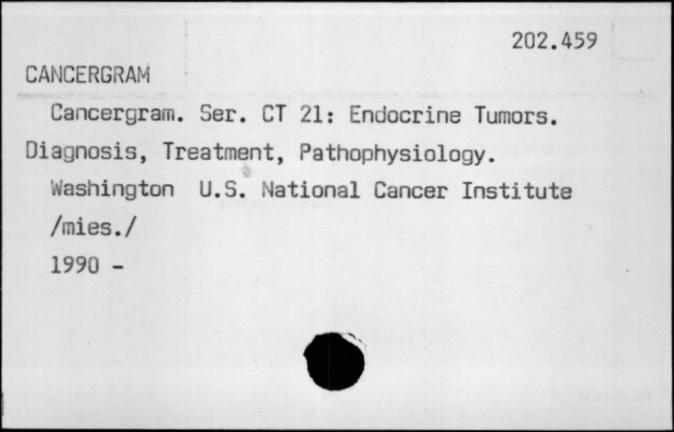 202.459
CANCERGRAM
Cancergram. Ser. CT 21: Endocrine Tumors.
Diagnosis, Treatment, Pathophysiology.
Washington U.S. National Cancer Institute
/mies./
1990 -